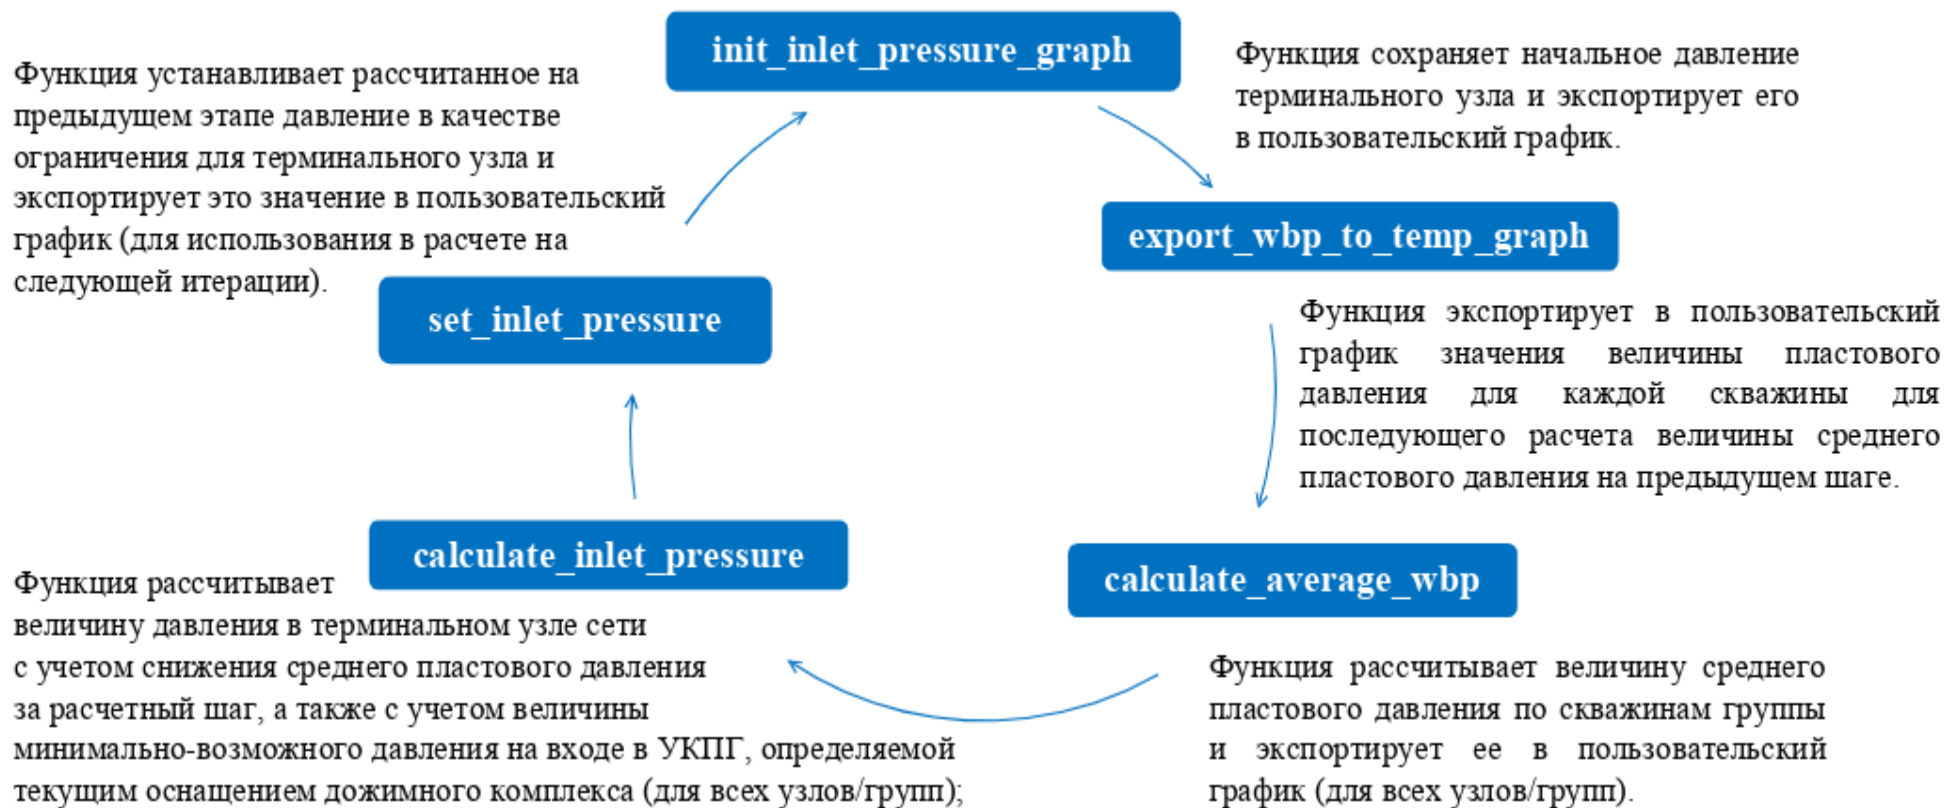 init_inlet_pressure_graph
Функция сохраняет начальное давление
терминального узла и экспортирует его
в пользовательский график.
export_wbp_to_temp_graph
Функция экспортирует в пользовательский
график значения величины пластового
давления для каждой скважины для
последующего расчета величины среднего
пластового давления на предыдущем шаге.
calculate_average_wbp
Функция рассчитывает величину среднего
пластового давления по скважинам группы
и экспортирует ее в пользовательский
график (для всех узлов/групп).
calculate_inlet_pressure
Функция рассчитывает
величину давления в терминальном узле сети
с учетом снижения среднего пластового давления
за расчетный шаг, а также с учетом величины
минимально-возможного давления на входе в УКПГ, определяемой
текущим оснащением дожимного комплекса (для всех узлов/групп);
set_inlet_pressure
Функция устанавливает рассчитанное на
предыдущем этапе давление в качестве
ограничения для терминального узла и
экспортирует это значение в пользовательский
график (для использования в расчете на
следующей итерации).